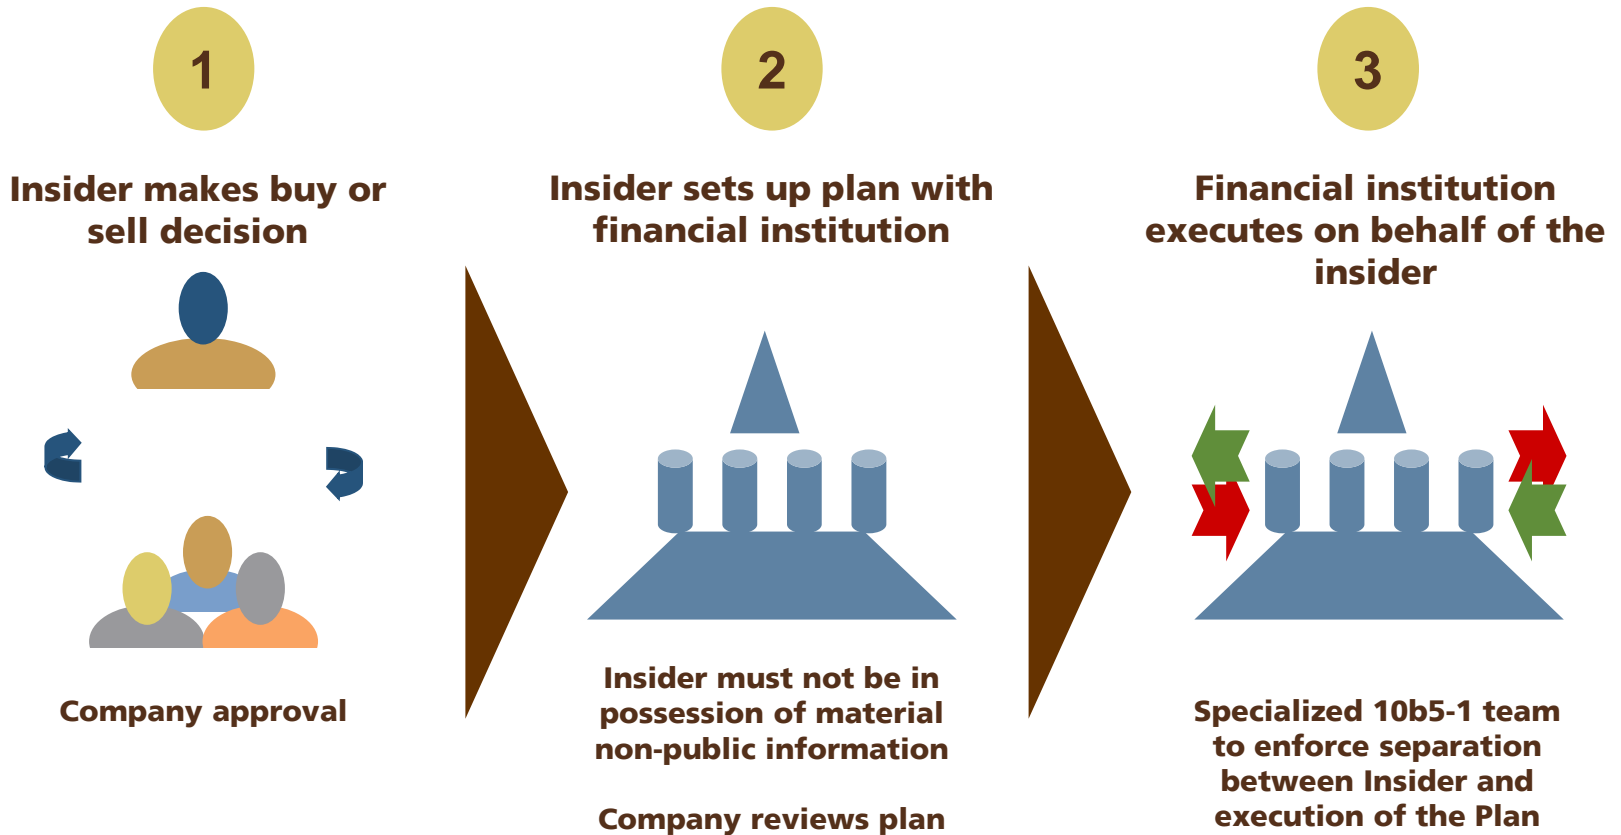 1
Insider makes buy or
sell decision
Company approval
2
Insider sets up plan with
financial institution
Insider must not be in
possession of material
non-public information
Company reviews plan
3
Financial institution
executes on behalf of the
insider
Specialized 10b5-1 team
to enforce separation
between Insider and
execution of the Plan